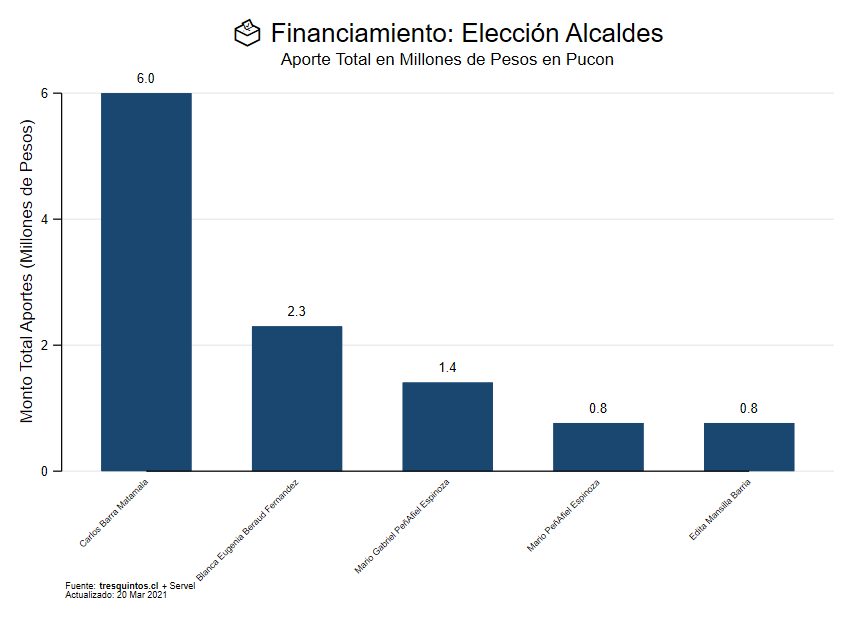 Financiamiento: Elección Alcaldes
Aporte Total en Millones de Pesos en Pucon
Monto Total Aportes (Millones de Pesos)
6
4
2
0
6.0
2.3
1.4
0.8
0.8
Carlos Barra Matamala
Blanca Eugenia Beraud Fernandez
Mario Gabriel PeñAfiel Espinoza
Mario PeñAfiel Espinoza
Edita Mansilla Barria
Fuente: tresquintos.cl + Servel
Actualizado: 20 Mar 2021